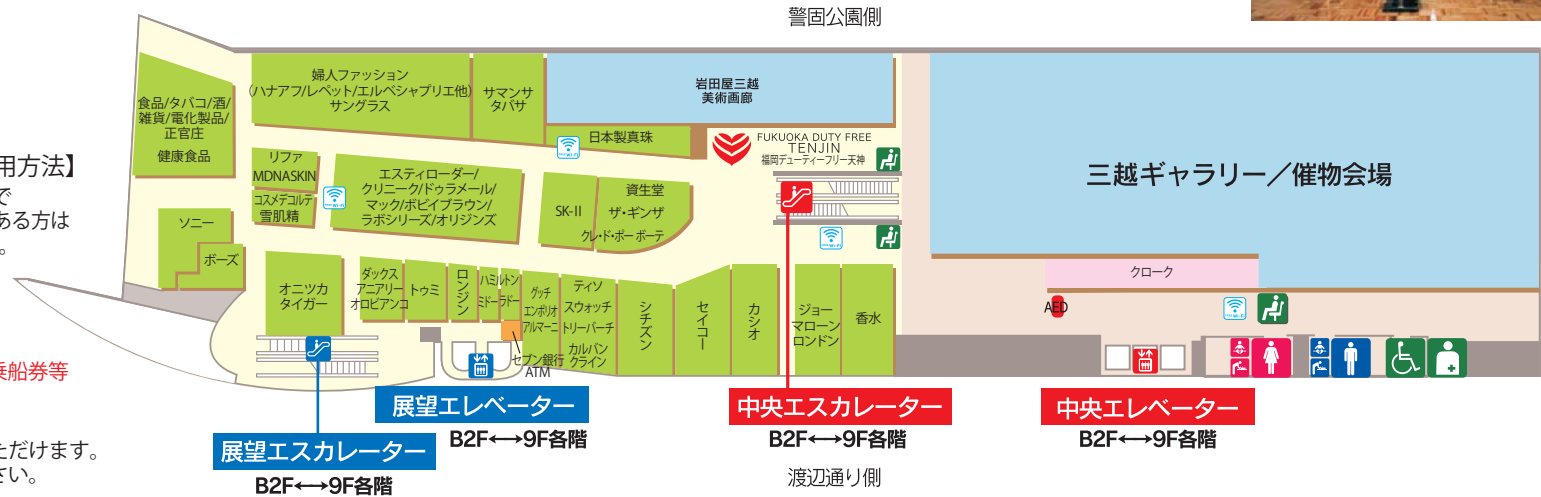 警固公園側
食品/タバコ/酒/
雑貨/電化製品/
正官庄
健康食品
婦人ファッション
(ハナアフ/レペット/エルベシャプリエ他)
サングラス
サマンサ
タバサ
岩田屋三越
美術画廊
日本製真珠
FUKUOKA DUTY FREE
TENJIN
福岡デューティーフリー天神
三越ギャラリー／催物会場
用方法】
で
ある方は
。
リファ
MDNASKIN
コスメデコルテ
雪肌精
エスティローダー/
クリニーク/ドゥラメール/
マック/ボビイブラウン/
ラボシリーズ/オリジンズ
SK-II
資生堂
ザ・ギンザ
クレ・ド・ポー ボーテ
ソニー
ボーズ
クローク
AED
オニツカ
タイガー
ダックス
アニアリー
オロビアンコ
トゥミ
ロンジン
ハミルトン
ミドー
ラドー
グッチ
エンポリオ
アルマーニ
ティソ
スウォッチ
トリーバーチ
カルバン
クライン
シチズン
セイコー
カシオ
ジョー
マローン
ロンドン
香水
セブン銀行
ATM
乗船券等
展望エレベーター
B2F⟷9F各階
中央エスカレーター
B2F⟷9F各階
中央エレベーター
B2F⟷9F各階
展望エスカレーター
B2F⟷9F各階
ただけます。
さい。
渡辺通り側